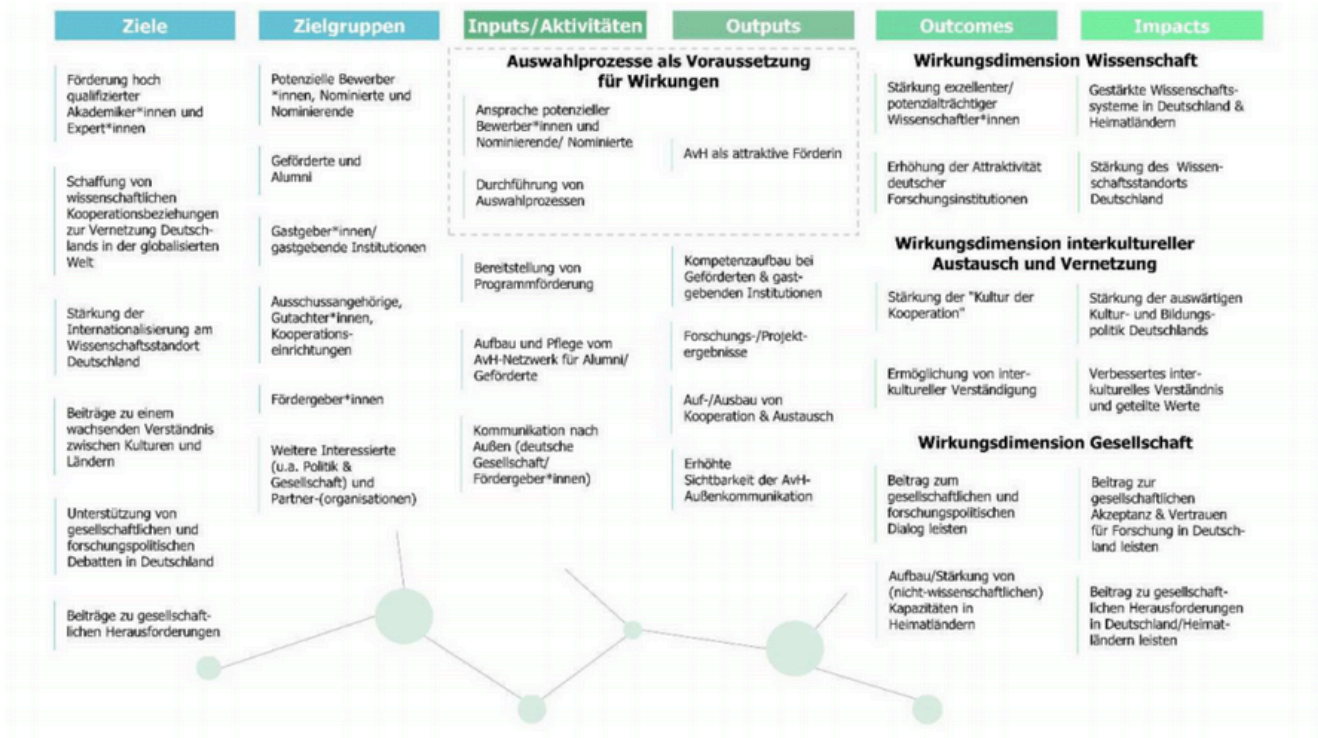 Ziele
Förderung hoch
qualifizierter
Akademiker*innen und
Expert*innen
Schaffung von
wissenschaftlichen
Kooperationsbeziehungen
zur Vernetzung Deutsch-
lands in der globalisierten
Welt
Stärkung der
Internationalisierung am
Wissenschaftsstandort
Deutschland
Beiträge zu einem
wachsenden Verständnis
zwischen Kulturen und
Ländern
Unterstützung von
gesellschaftlichen und
forschungspolitischen
Debatten in Deutschland
Beiträge zu gesellschaft-
lichen Herausforderungen
Zielgruppen
Potenzielle Bewerber
*innen, Nominierte und
Nominierende
Geförderte und
Alumni
Gastgeber*innen/
gastgebende Institutionen
Ausschussangehörige,
Gutachter*innen,
Kooperations-
einrichtungen
Fördergeber*innen
Weitere Interessierte
(u.a. Politik &
Gesellschaft) und
Partner-(organisationen)
Inputs/Aktivitäten
Outputs
Auswahlprozesse als Voraussetzung
für Wirkungen
Ansprache potenzieller
Bewerber*innen und
Nominierende/ Nominierte
Durchführung von
Auswahlprozessen
AvH als attraktive Förderin
Bereitstellung von
Programmförderung
Aufbau und Pflege vom
AvH-Netzwerk für Alumni/
Geförderte
Kommunikation nach
Außen (deutsche
Gesellschaft/
Fördergeber*innen)
Kompetenzaufbau bei
Geförderten & gast-
gebenden Institutionen
Forschungs-/Projekt-
ergebnisse
Auf-/Ausbau von
Kooperation & Austausch
Erhöhte
Sichtbarkeit der AvH-
Außenkommunikation
Outcomes
Impacts
Wirkungsdimension Wissenschaft
Stärkung exzellenter/
potenzialträchtiger
Wissenschaftler*innen
Erhöhung der Attraktivität
deutscher
Forschungsinstitutionen
Gestärkte Wissenschafts-
systeme in Deutschland &
Heimatländern
Stärkung des Wissen-
schaftsstandorts
Deutschland
Wirkungsdimension interkultureller
Austausch und Vernetzung
Stärkung der "Kultur der
Kooperation"
Ermöglichung von inter-
kultureller Verständigung
Stärkung der auswärtigen
Kultur- und Bildungs-
politik Deutschlands
Verbessertes inter-
kulturelles Verständnis
und geteilte Werte
Wirkungsdimension Gesellschaft
Beitrag zum
gesellschaftlichen und
forschungspolitischen
Dialog leisten
Aufbau/Stärkung von
(nicht-wissenschaftlichen)
Kapazitäten in
Heimatländern
Beitrag zur
gesellschaftlichen
Akzeptanz & Vertrauen
für Forschung in Deutsch-
land leisten
Beitrag zu gesellschaft-
lichen Herausforderungen
in Deutschland/Heimat-
ländern leisten